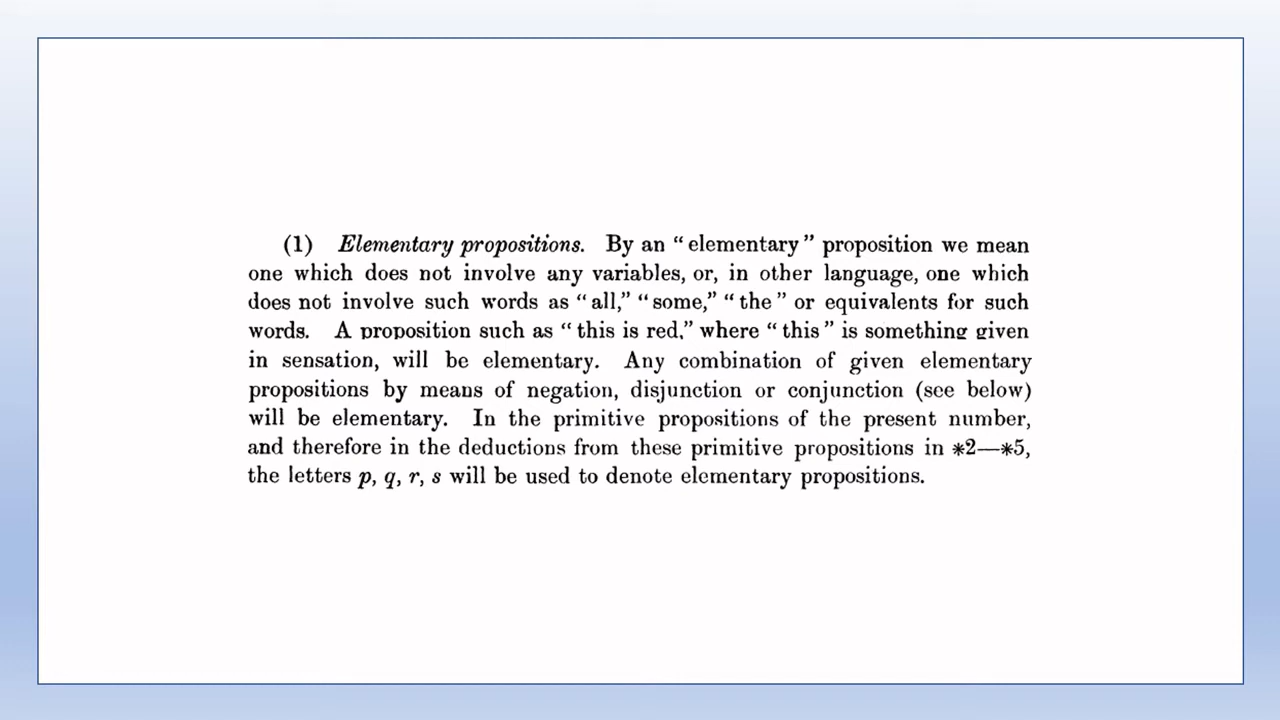 (1) Elementary propositions. By an “elementary” proposition we mean
one which does not involve any variables, or, in other language, one which
does not involve such words as “all,” “some,” “the” or equivalents for such
words. A proposition such as “this is red,” where “this” is something given
in sensation, will be elementary. Any combination of given elementary
propositions by means of negation, disjunction or conjunction (see below)
will be elementary. In the primitive propositions of the present number,
and therefore in the deductions from these primitive propositions in *2—*5,
the letters p, q, r, s will be used to denote elementary propositions.